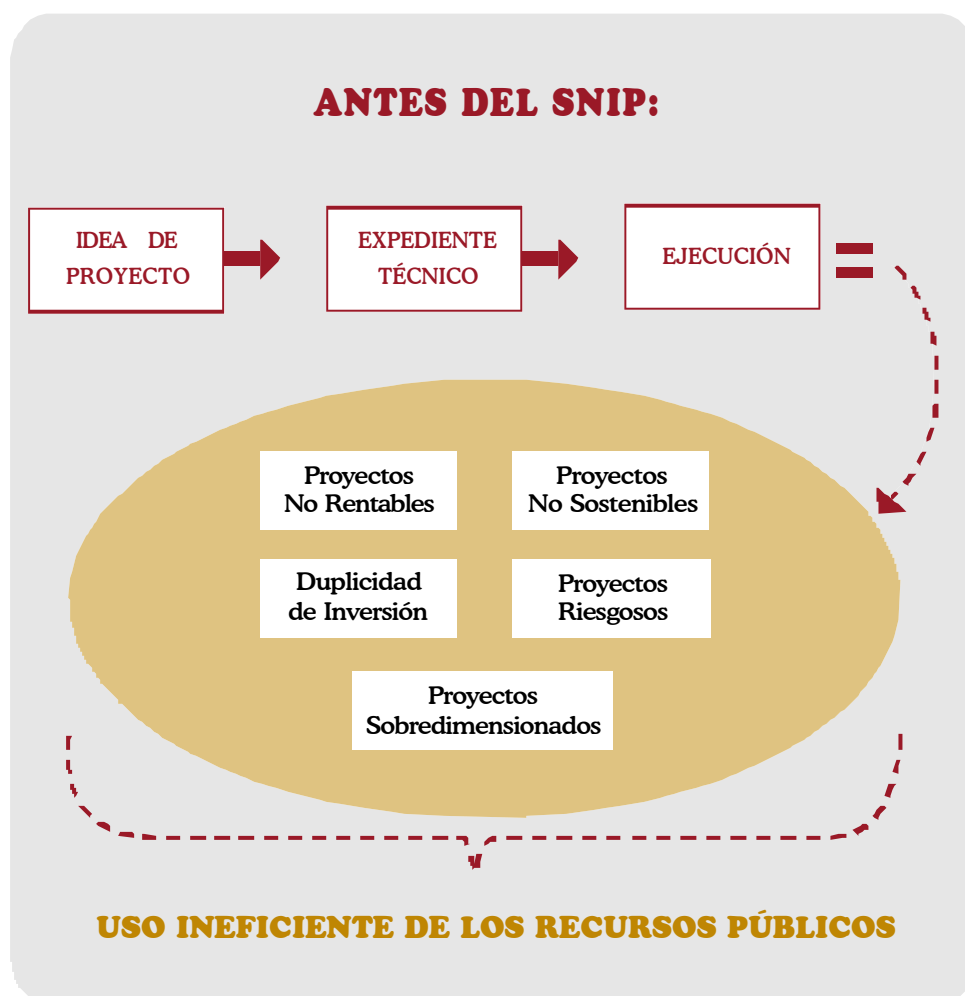 ANTES DEL SNIP:
IDEA DE
PROYECTO
EXPEDIENTE
TÉCNICO
EJECUCIÓN
Proyectos
No Rentables
Proyectos
No Sostenibles
Duplicidad
de Inversión
Proyectos
Riesgosos
Proyectos
Sobredimensionados
USO INEFICIENTE DE LOS RECURSOS PÚBLICOS